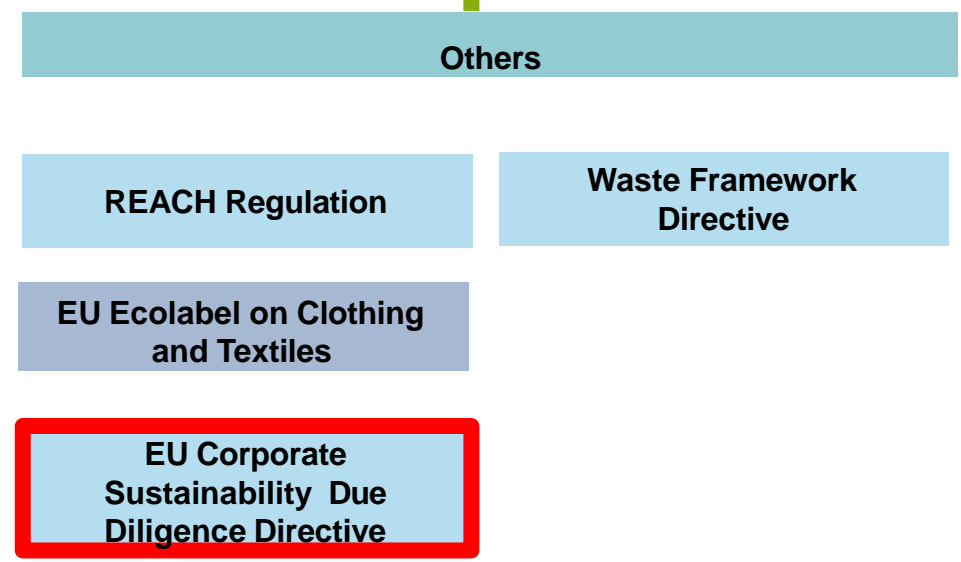 Others
REACH Regulation
Waste Framework
Directive
EU Ecolabel on Clothing
and Textiles
EU Corporate
Sustainability  Due
Diligence Directive